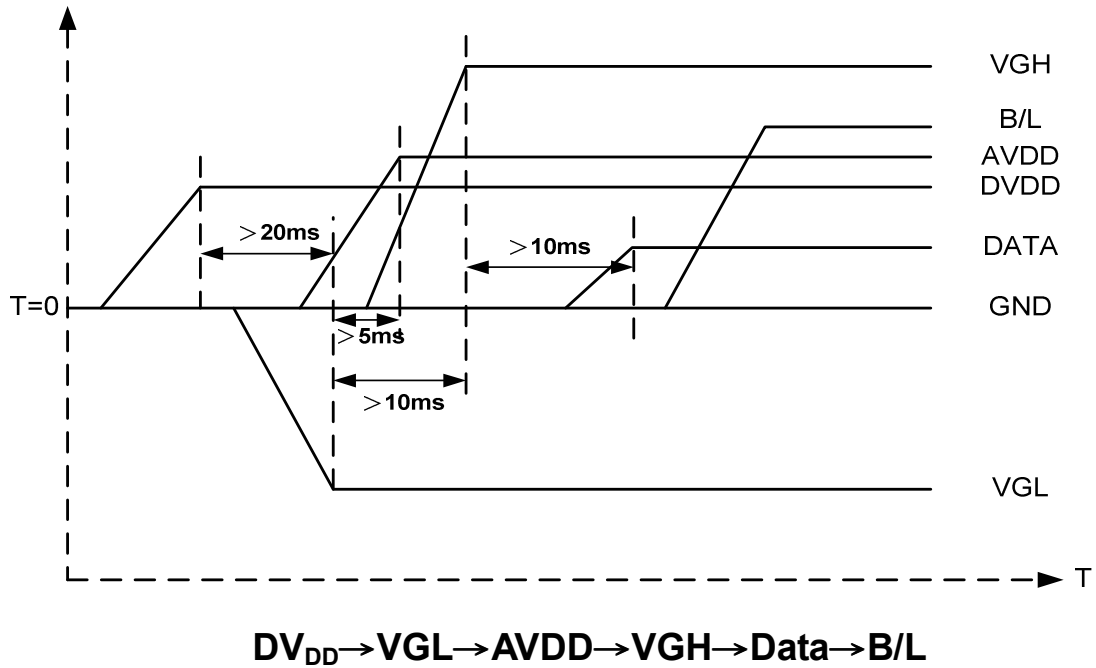 VGH
B/L
AVDD
DVDD
>20ms
>10ms
DATA
T=0
GND
>5ms
>10ms
VGL
T
DVDD→VGL→AVDD→VGH→Data→B/L